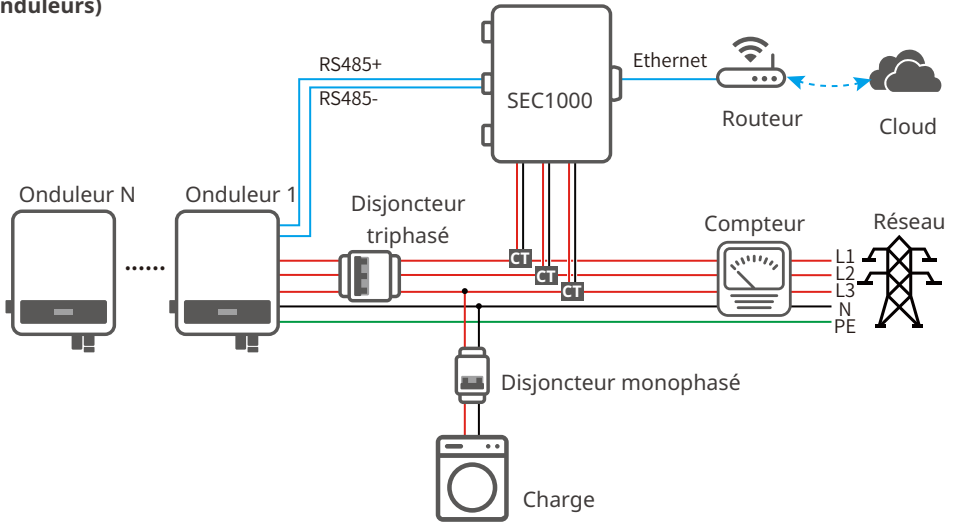 nduleurs)
RS485+
RS485-
SEC1000
Ethernet
Routeur
Cloud
Onduleur N
......
Onduleur 1
Disjoncteur
triphasé
CT
CT
CT
Compteur
Réseau
L1
L2
L3
N
PE
Disjoncteur monophasé
Charge